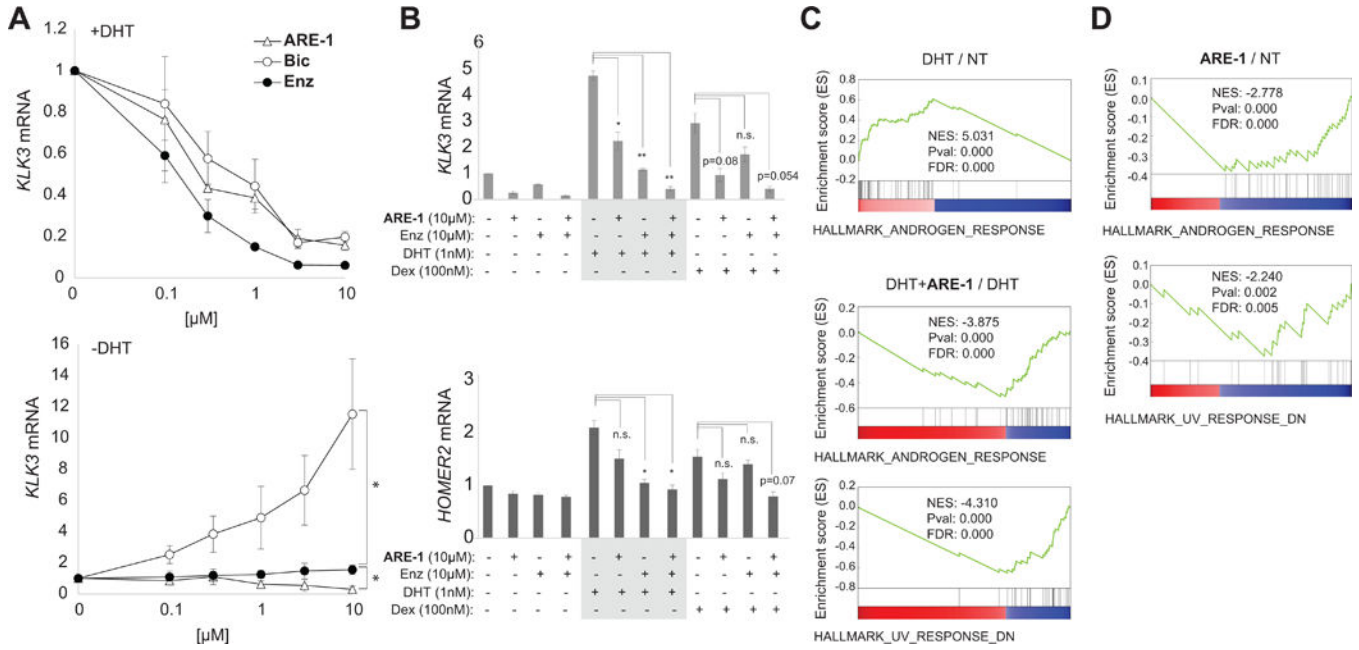 A
+DHT
1.2
1
0.8
0.6
0.4
0.2
0
KLK3 mRNA
ARE-1
Bic
Enz
0 0.1 1 10
[µM]
-DHT
16
14
12
10
8
6
4
2
0
KLK3 mRNA
*
*
0 0.1 1 10
[µM]
B
6
5
4
3
2
1
0
KLK3 mRNA
* ** ** p=0.08 n.s. p=0.054
ARE-1 (10µM): - + - + - + - + - + - +
Enz (10µM): - - + + - - + + - - + +
DHT (1nM): - - - - + + + + - - - -
Dex (100nM): - - - - - - - - + + + +
3
2
1
0
HOMER2 mRNA
n.s. * * n.s. n.s. p=0.07
ARE-1 (10µM): - + - + - + - + - + - +
Enz (10µM): - - + + - - + + - - + +
DHT (1nM): - - - - + + + + - - - -
Dex (100nM): - - - - - - - - + + + +
C
DHT / NT
Enrichment score (ES)
0.8
0.6
0.4
0.2
0.0
-0.2
NES: 5.031
Pval: 0.000
FDR: 0.000
HALLMARK_ANDROGEN_RESPONSE
DHT+ARE-1 / DHT
Enrichment score (ES)
0.2
0.0
-0.2
-0.4
-0.6
NES: -3.875
Pval: 0.000
FDR: 0.000
HALLMARK_ANDROGEN_RESPONSE
Enrichment score (ES)
0.2
0.0
-0.2
-0.4
-0.6
-0.8
NES: -4.310
Pval: 0.000
FDR: 0.000
HALLMARK_UV_RESPONSE_DN
D
ARE-1 / NT
Enrichment score (ES)
0.1
0.0
-0.1
-0.2
-0.3
-0.4
NES: -2.778
Pval: 0.000
FDR: 0.000
HALLMARK_ANDROGEN_RESPONSE
Enrichment score (ES)
0.1
0.0
-0.1
-0.2
-0.3
-0.4
NES: -2.240
Pval: 0.002
FDR: 0.005
HALLMARK_UV_RESPONSE_DN